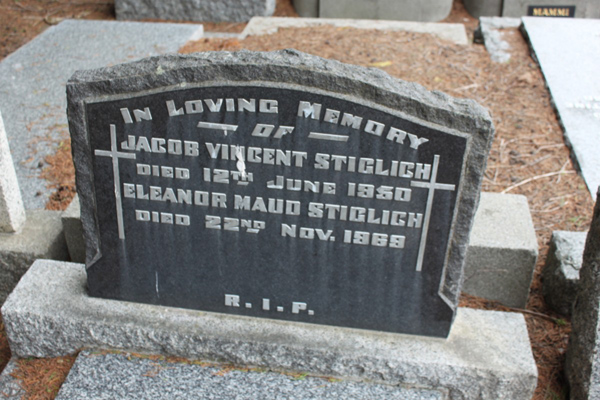 MAMMI
IN LOVING MEMORY
OF
JACOB VINCENT STIGLICH
DIED 12TH JUNE 1950
ELEANOR MAUD STIGLICH
DIED 22ND NOV. 1969
R.I.P.